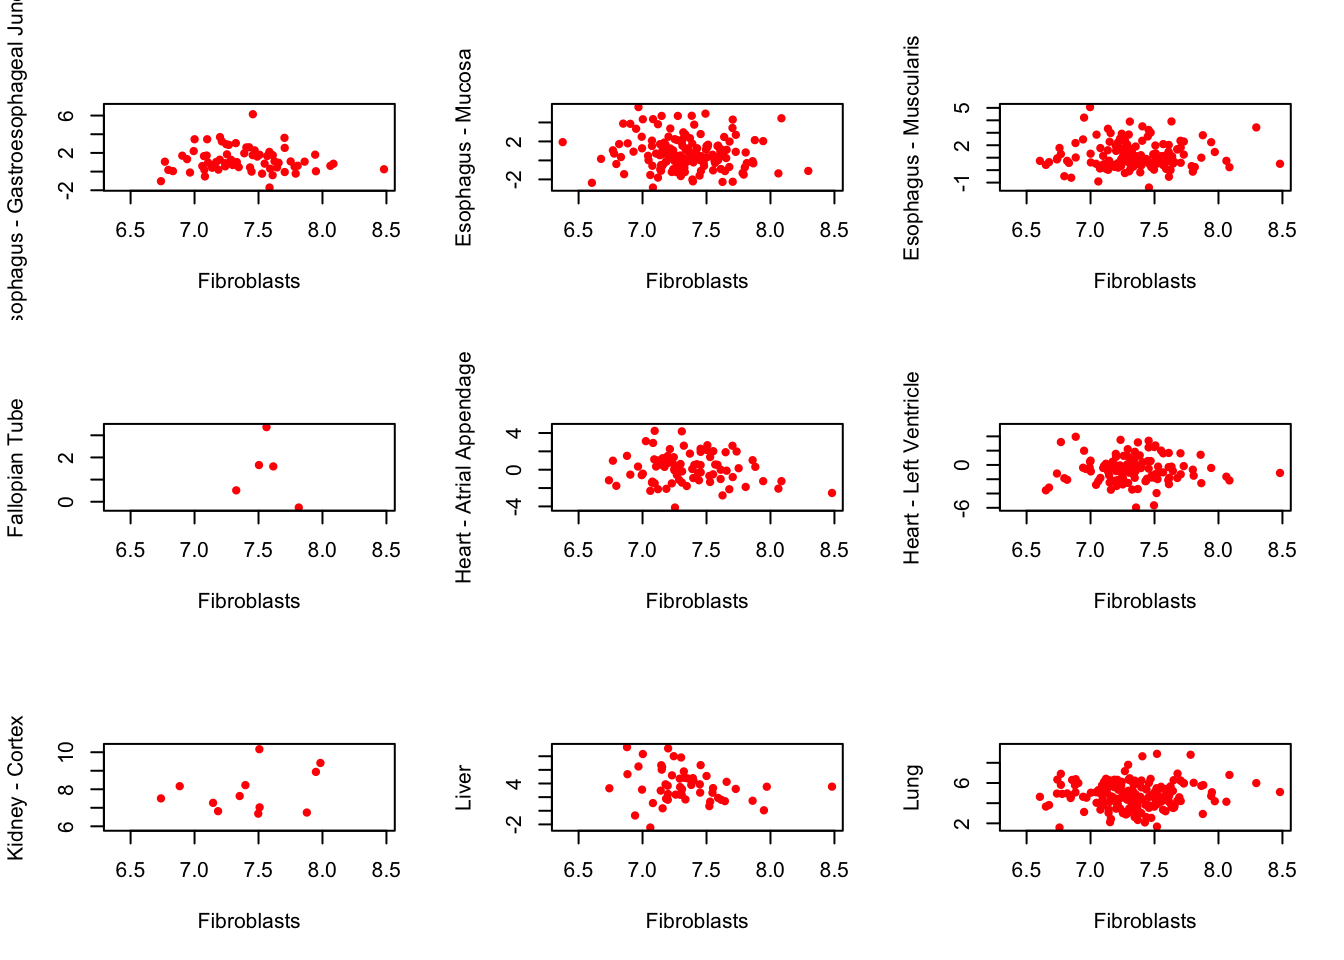 sophagus - Gastroesophageal Junc
6
2
-2
6.5 7.0 7.5 8.0 8.5
Fibroblasts
Esophagus - Mucosa
2
-2
6.5 7.0 7.5 8.0 8.5
Fibroblasts
Esophagus - Muscularis
5
2
-1
6.5 7.0 7.5 8.0 8.5
Fibroblasts
Fallopian Tube
2
0
6.5 7.0 7.5 8.0 8.5
Fibroblasts
Heart - Atrial Appendage
4
0
-4
6.5 7.0 7.5 8.0 8.5
Fibroblasts
Heart - Left Ventricle
0
-6
6.5 7.0 7.5 8.0 8.5
Fibroblasts
Kidney - Cortex
10
8
6
6.5 7.0 7.5 8.0 8.5
Fibroblasts
Liver
4
-2
6.5 7.0 7.5 8.0 8.5
Fibroblasts
Lung
6
2
6.5 7.0 7.5 8.0 8.5
Fibroblasts